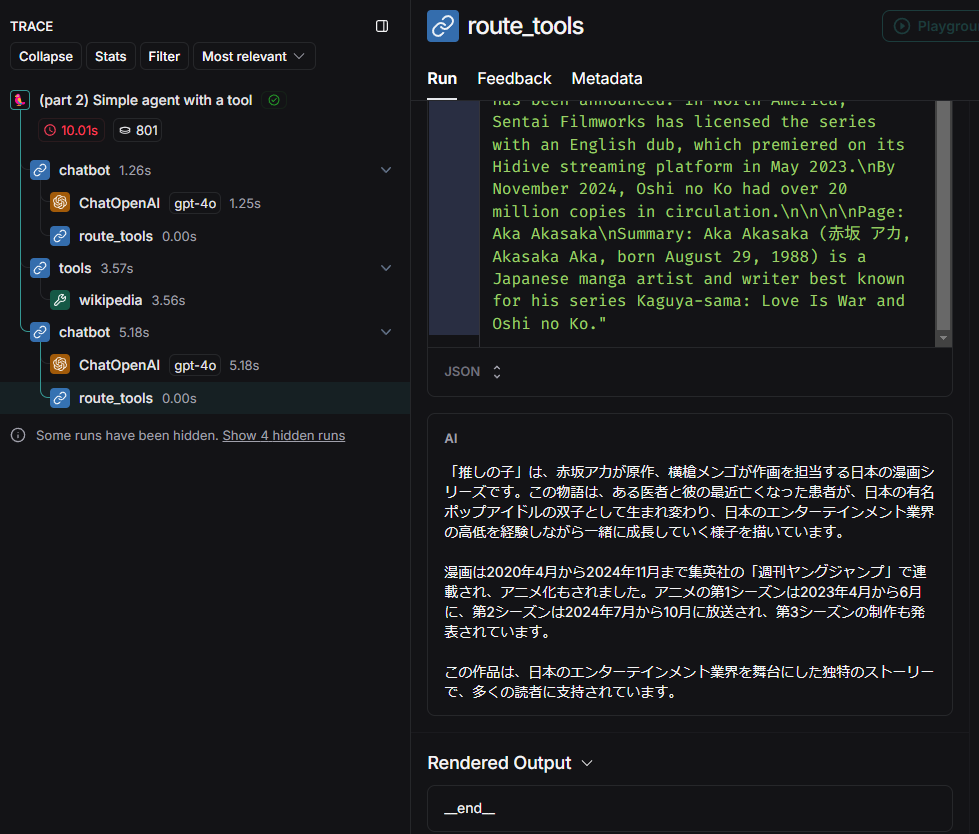 TRACE
Collapse
Stats
Filter
Most relevant
(part 2) Simple agent with a tool
10.01s
801
chatbot 1.26s
ChatOpenAI gpt-4o 1.25s
route_tools 0.00s
tools 3.57s
wikipedia 3.56s
chatbot 5.18s
ChatOpenAI gpt-4o 5.18s
route_tools 0.00s
Some runs have been hidden. Show 4 hidden runs
route_tools
Playgrou
Run
Feedback
Metadata
has been announced. In North America,
Sentai Filmworks has licensed the series
with an English dub, which premiered on its
Hidive streaming platform in May 2023.\nBy
November 2024, Oshi no Ko had over 20
million copies in circulation.\n\n\n\nPage:
Aka Akasaka\nSummary: Aka Akasaka (赤坂 アカ,
Akasaka Aka, born August 29, 1988) is a
Japanese manga artist and writer best known
for his series Kaguya-sama: Love Is War and
Oshi no Ko."
JSON
AI
「推しの子」は、赤坂アカが原作、横槍メンゴが作画を担当する日本の漫画シ
リーズです。この物語は、ある医者と彼の最近亡くなった患者が、日本の有名
ポップアイドルの双子として生まれ変わり、日本のエンターテインメント業界
の高低を経験しながら一緒に成長していく様子を描いています。
漫画は2020年4月から2024年11月まで集英社の「週刊ヤングジャンプ」で連
載され、アニメ化もされました。アニメの第1シーズンは2023年4月から6月
に、第2シーズンは2024年7月から10月に放送され、第3シーズンの制作も発
表されています。
この作品は、日本のエンターテインメント業界を舞台にした独特のストーリー
で、多くの読者に支持されています。
Rendered Output
__end__